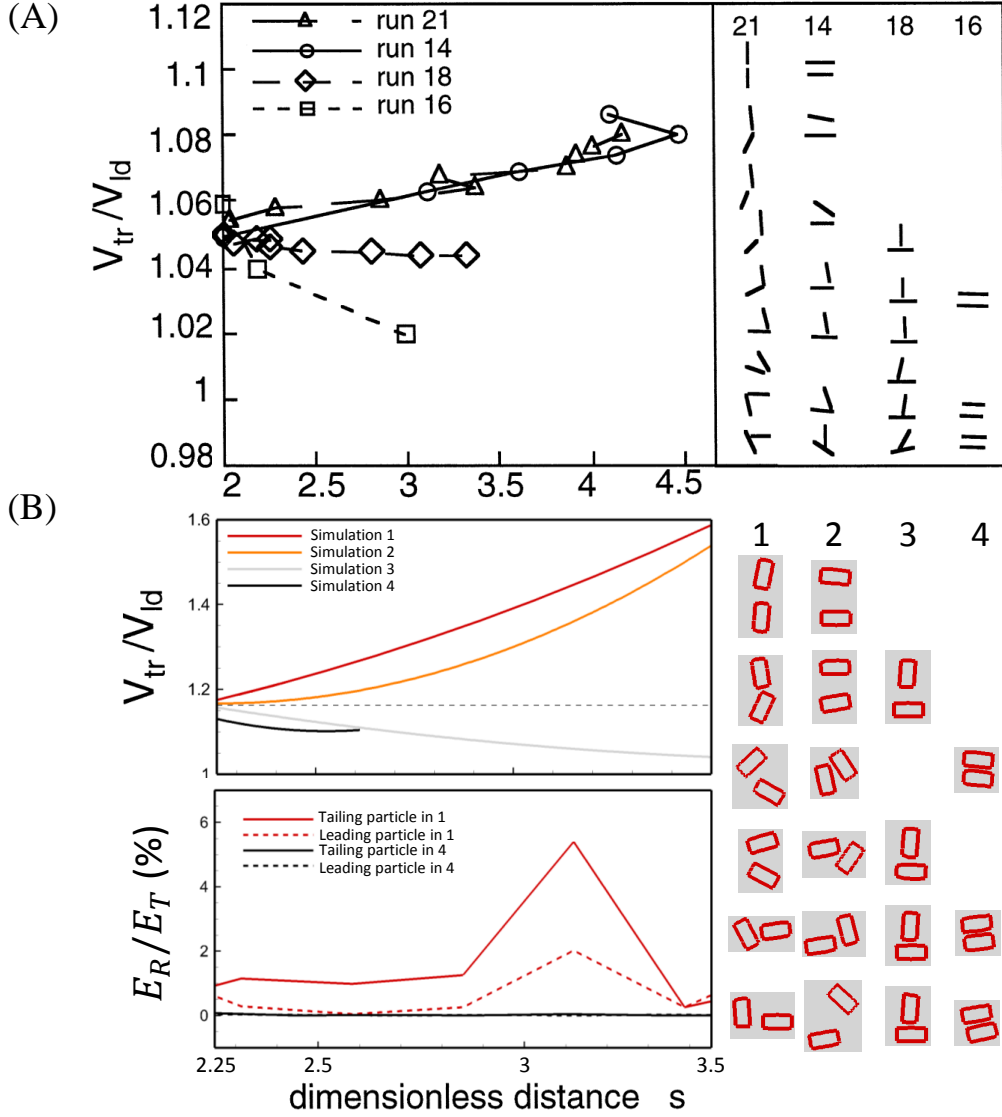 (A)
1.12
1.1
1.080
1.06
1.04
1.02
1
0.98
V_tr/V_ld
run 21
run 14
run 18
run 16
2 2.5 3 3.5 4 4.5
21 14 18 16
(B)
1.6
1.4
1.2
1
V_tr/V_ld
Simulation 1
Simulation 2
Simulation 3
Simulation 4
1 2 3 4
6
4
2
0
E_R/E_T (%)
Tailing particle in 1
Leading particle in 1
Tailing particle in 4
Leading particle in 4
2.25 2.5 3 3.5
dimensionless distance s